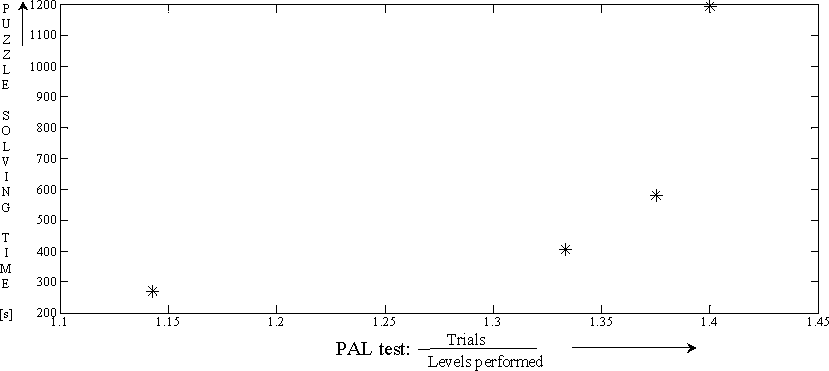 PUZZLE SOLVING TIME [s]
1200
1100
1000
900
800
700
600
500
400
300
200
1.1 1.15 1.2 1.25 1.3 1.35 1.4 1.45
PAL test: Trials
Levels performed